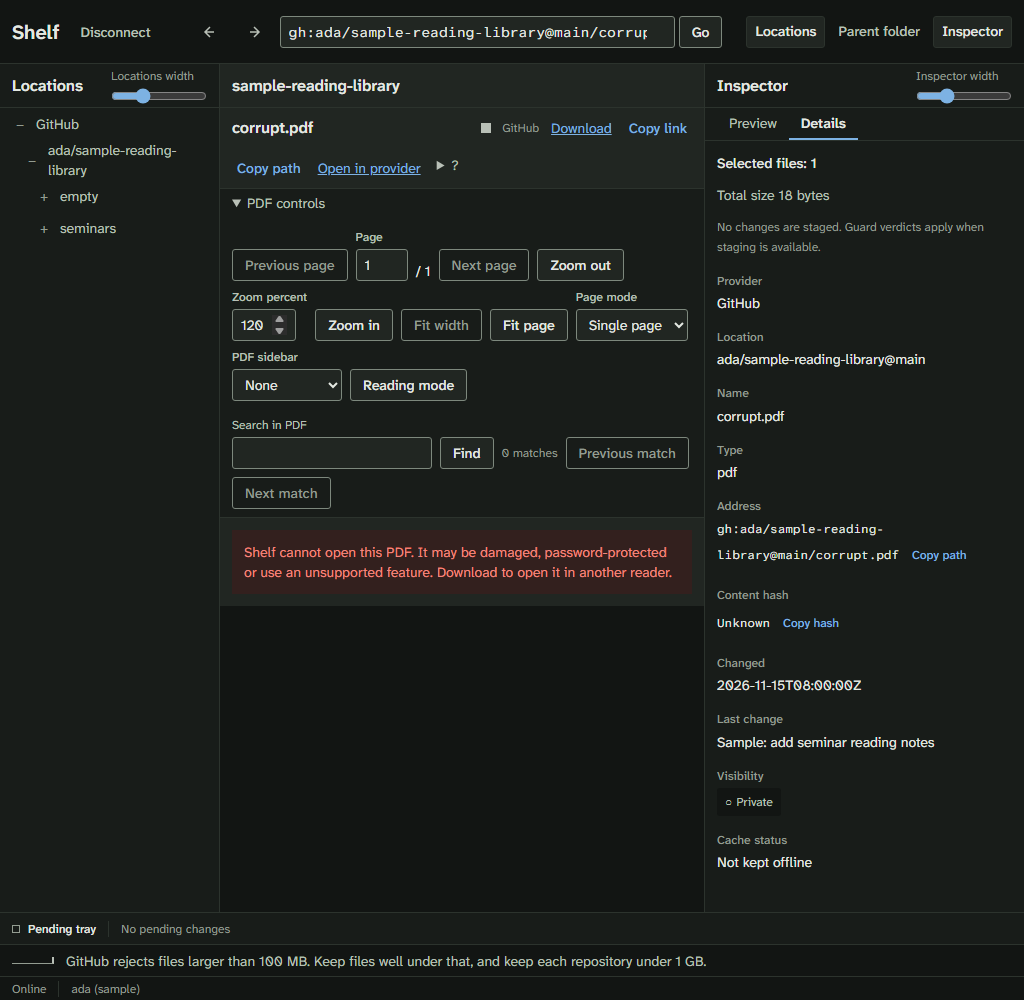 Shelf
Disconnect
←
→
gh:ada/sample-reading-library@main/corrup
Go
Locations
Parent folder
Inspector
Locations
Locations width
– GitHub
– ada/sample-reading-
library
+ empty
+ seminars
sample-reading-library
corrupt.pdf
GitHub
Download
Copy link
Copy path
Open in provider
?
PDF controls
Page
Previous page
1
/ 1
Next page
Zoom out
Zoom percent
Page mode
120
Zoom in
Fit width
Fit page
Single page
PDF sidebar
None
Reading mode
Search in PDF
Find
0 matches
Previous match
Next match
Shelf cannot open this PDF. It may be damaged, password-protected
or use an unsupported feature. Download to open it in another reader.
Inspector
Inspector width
Preview
Details
Selected files: 1
Total size 18 bytes
No changes are staged. Guard verdicts apply when
staging is available.
Provider
GitHub
Location
ada/sample-reading-library@main
Name
corrupt.pdf
Type
pdf
Address
gh:ada/sample-reading-
library@main/corrupt.pdf Copy path
Content hash
Unknown Copy hash
Changed
2026-11-15T08:00:00Z
Last change
Sample: add seminar reading notes
Visibility
○ Private
Cache status
Not kept offline
Pending tray
No pending changes
GitHub rejects files larger than 100 MB. Keep files well under that, and keep each repository under 1 GB.
Online
ada (sample)